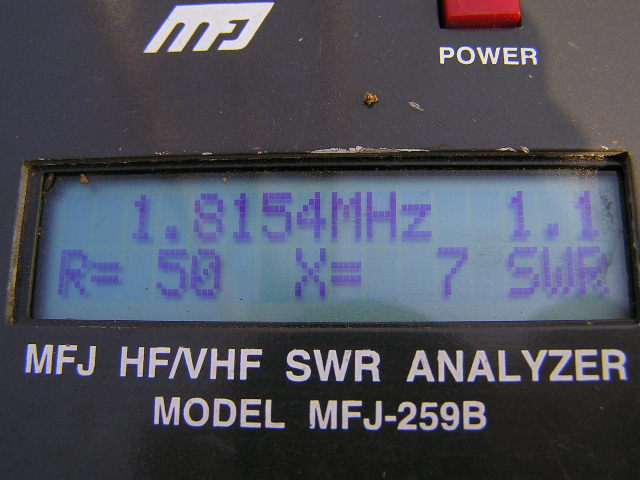 MFJ
POWER
1.8154MHz 1.1
R= 50 X= 7 SWR
MFJ HF/VHF SWR ANALYZER
MODEL MFJ-259B